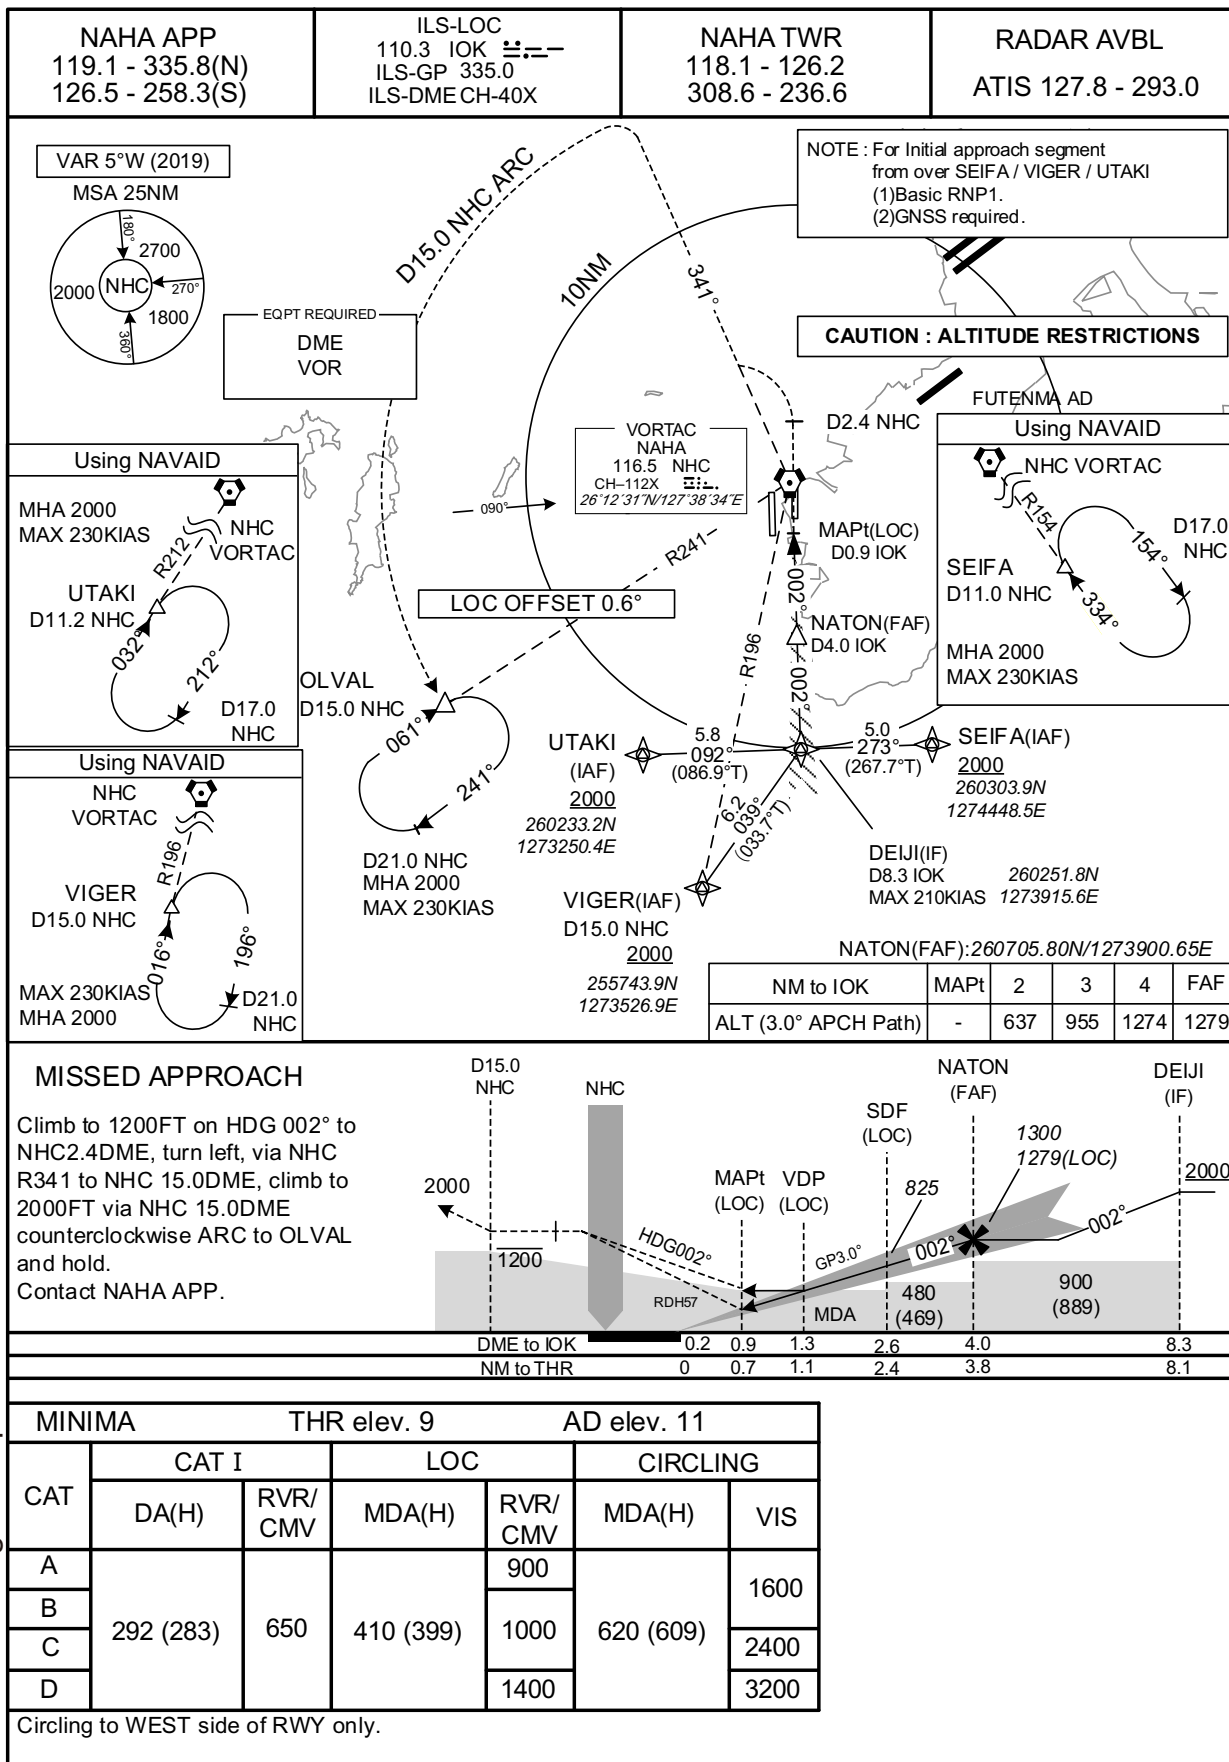 NAHA APP
119.1 - 335.8(N)
126.5 - 258.3(S)
ILS-LOC
110.3 IOK
ILS-GP 335.0
ILS-DME CH-40X
NAHA TWR
118.1 - 126.2
308.6 - 236.6
RADAR AVBL
ATIS 127.8 - 293.0
VAR 5°W (2019)
MSA 25NM
180°
2700
2000
NHC
270°
1800
360°
D15.0 NHC ARC
10NM
341°
NOTE : For Initial approach segment
from over SEIFA / VIGER / UTAKI
(1)Basic RNP1.
(2)GNSS required.
EQPT REQUIRED
DME
VOR
CAUTION : ALTITUDE RESTRICTIONS
FUTENMA AD
D2.4 NHC
VORTAC
NAHA
116.5 NHC
CH–112X
26°12'31"N/127°38'34"E
090°
R241
MAPt(LOC)
D0.9 IOK
LOC OFFSET 0.6°
002°
NATON(FAF)
D4.0 IOK
R196
002°
Using NAVAID
MHA 2000
MAX 230KIAS
NHC
VORTAC
R212
UTAKI
D11.2 NHC
032°
212°
D17.0
NHC
Using NAVAID
NHC VORTAC
R154
154°
D17.0
NHC
SEIFA
D11.0 NHC
334°
MHA 2000
MAX 230KIAS
OLVAL
D15.0 NHC
061°
241°
D21.0 NHC
MHA 2000
MAX 230KIAS
UTAKI
(IAF)
2000
260233.2N
1273250.4E
5.8
092°
(086.9°T)
5.0
273°
(267.7°T)
SEIFA(IAF)
2000
260303.9N
1274448.5E
6.2
039°
(033.7°T)
DEIJI(IF)
D8.3 IOK
MAX 210KIAS
260251.8N
1273915.6E
VIGER(IAF)
D15.0 NHC
2000
255743.9N
1273526.9E
Using NAVAID
NHC
VORTAC
R196
VIGER
D15.0 NHC
016°
196°
MAX 230KIAS
MHA 2000
D21.0
NHC
NATON(FAF):260705.80N/1273900.65E
NM to IOK MAPt 2 3 4 FAF
ALT (3.0° APCH Path) - 637 955 1274 1279
MISSED APPROACH
Climb to 1200FT on HDG 002° to
NHC2.4DME, turn left, via NHC
R341 to NHC 15.0DME, climb to
2000FT via NHC 15.0DME
counterclockwise ARC to OLVAL
and hold.
Contact NAHA APP.
D15.0
NHC
NHC
NATON
(FAF)
DEIJI
(IF)
SDF
(LOC)
1300
1279(LOC)
MAPt
(LOC)
VDP
(LOC)
825
2000
2000
1200
HDG002°
GP3.0°
002°
002°
RDH57
MDA
480
(469)
900
(889)
DME to IOK 0.2 0.9 1.3 2.6 4.0 8.3
NM to THR 0 0.7 1.1 2.4 3.8 8.1
MINIMA THR elev. 9 AD elev. 11
CAT CAT I LOC CIRCLING
DA(H) RVR/CMV MDA(H) RVR/CMV MDA(H) VIS
A 900
B 1600
292 (283) 650 410 (399) 1000 620 (609)
C 2400
D 1400 3200
Circling to WEST side of RWY only.